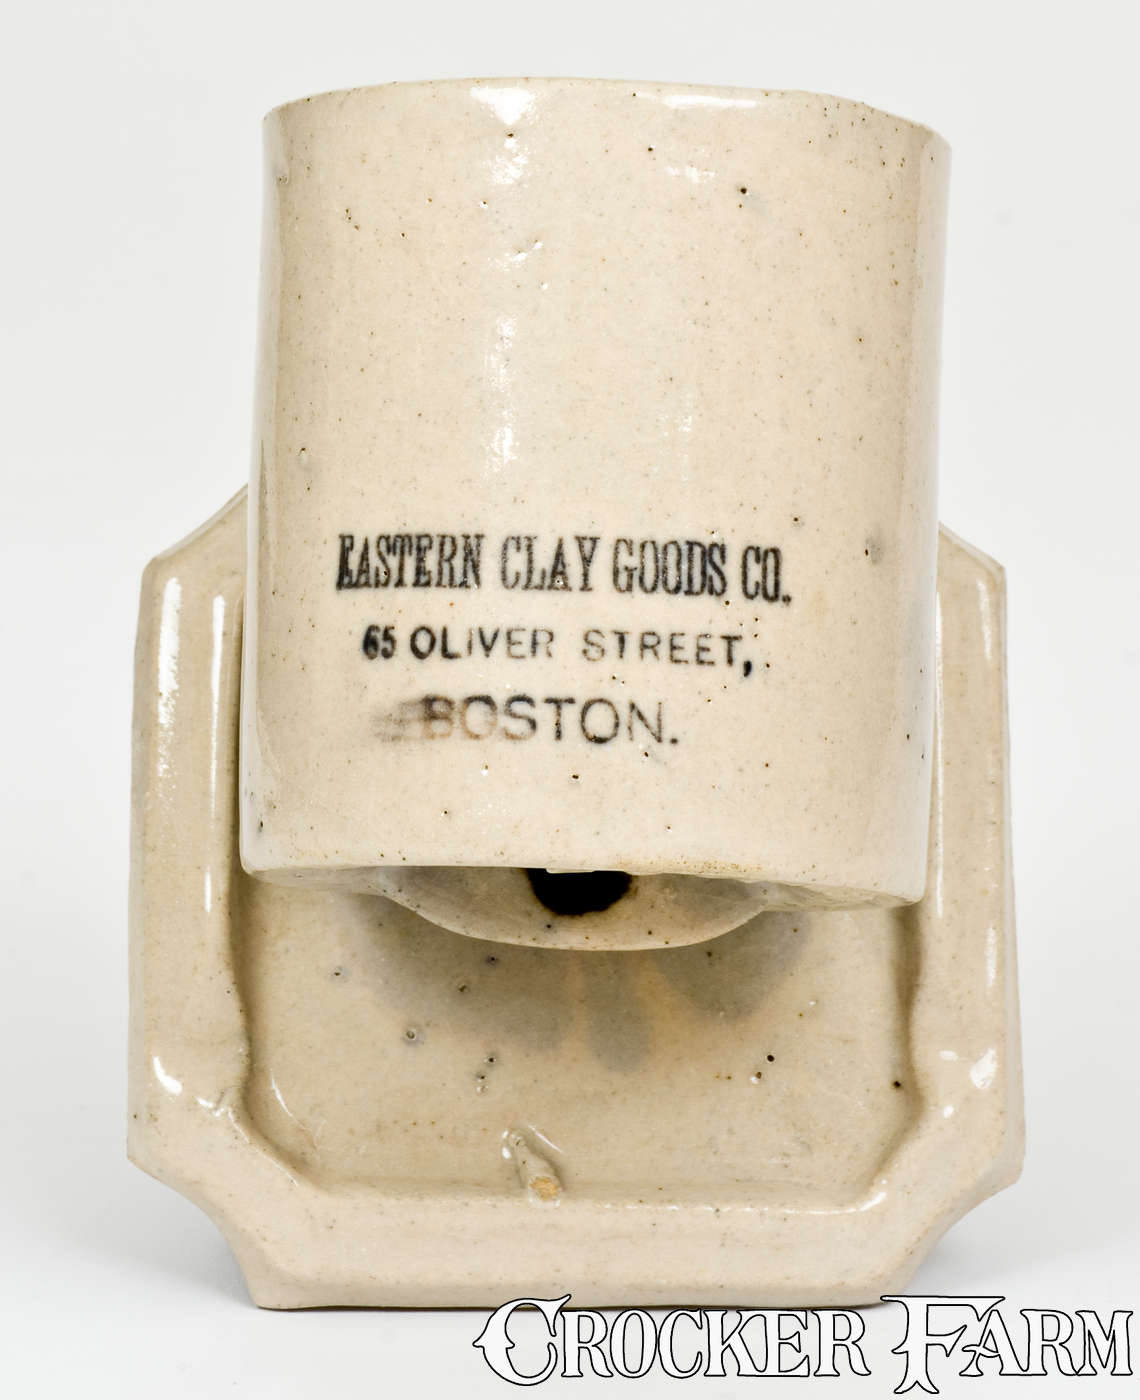 EASTERN CLAY GOODS CO.
65 OLIVER STREET,
BOSTON.
CROCKER FARM